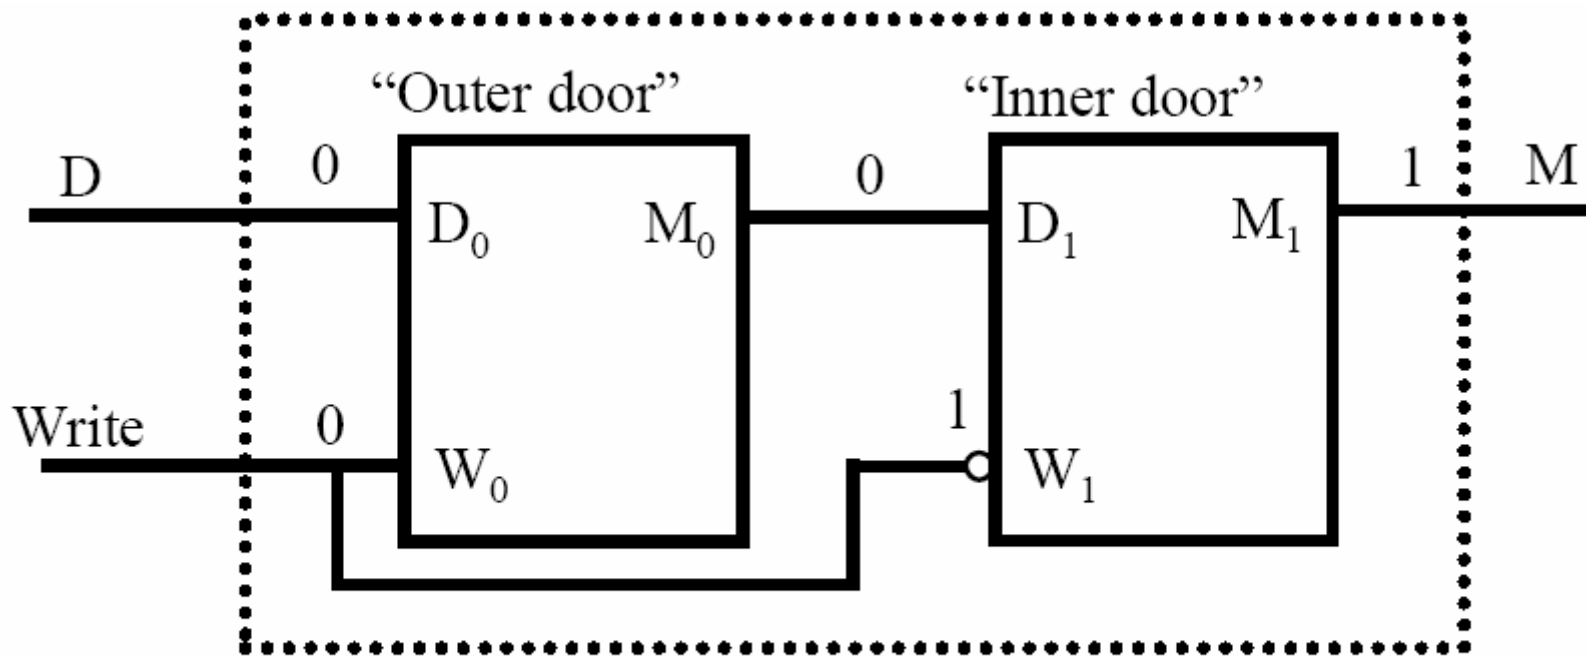 “Outer door” “Inner door”
D 0 0 1 M
D₀ M₀ D₁ M₁
Write 0 1
W₀ W₁